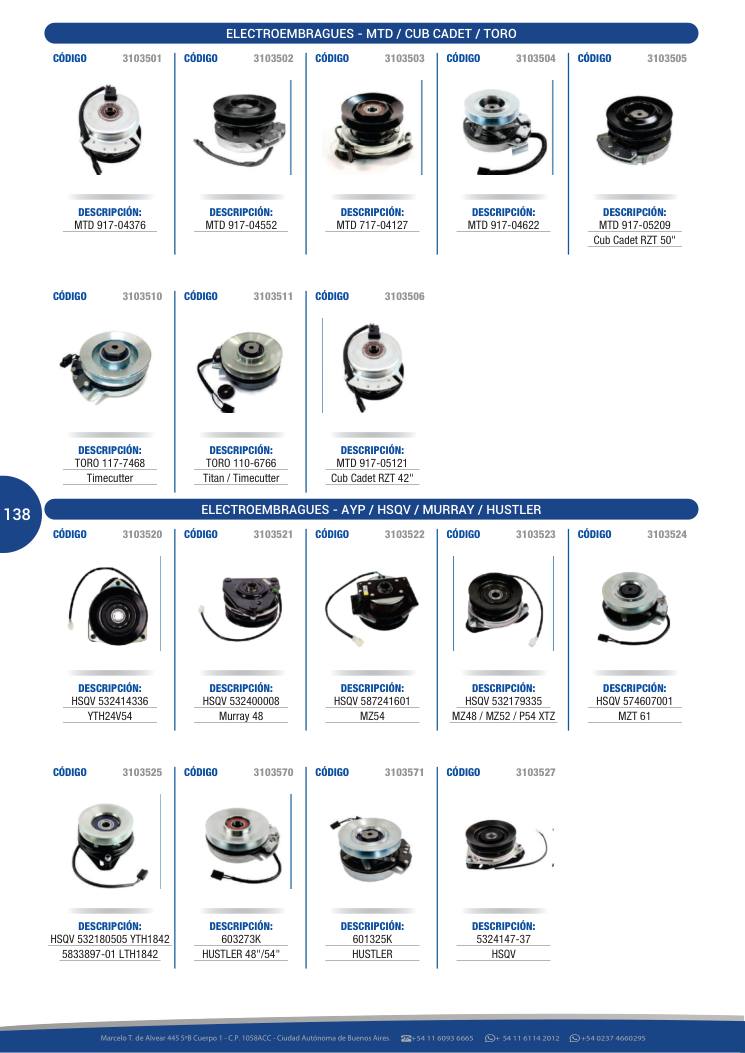 ELECTROEMBRAGUES - MTD / CUB CADET / TORO
CÓDIGO 3103501
DESCRIPCIÓN:
MTD 917-04376
CÓDIGO 3103502
DESCRIPCIÓN:
MTD 917-04552
CÓDIGO 3103503
DESCRIPCIÓN:
MTD 717-04127
CÓDIGO 3103504
DESCRIPCIÓN:
MTD 917-04622
CÓDIGO 3103505
DESCRIPCIÓN:
MTD 917-05209
Cub Cadet RZT 50"
CÓDIGO 3103510
DESCRIPCIÓN:
TORO 117-7468
Timecutter
CÓDIGO 3103511
DESCRIPCIÓN:
TORO 110-6766
Titan / Timecutter
CÓDIGO 3103506
DESCRIPCIÓN:
MTD 917-05121
Cub Cadet RZT 42"
138
ELECTROEMBRAGUES - AYP / HSQV / MURRAY / HUSTLER
CÓDIGO 3103520
DESCRIPCIÓN:
HSQV 532414336
YTH24V54
CÓDIGO 3103521
DESCRIPCIÓN:
HSQV 532400008
Murray 48
CÓDIGO 3103522
DESCRIPCIÓN:
HSQV 587241601
MZ54
CÓDIGO 3103523
DESCRIPCIÓN:
HSQV 532179335
MZ48 / MZ52 / P54 XTZ
CÓDIGO 3103524
DESCRIPCIÓN:
HSQV 574607001
MZT 61
CÓDIGO 3103525
DESCRIPCIÓN:
HSQV 532180505 YTH1842
5833897-01 LTH1842
CÓDIGO 3103570
DESCRIPCIÓN:
603273K
HUSTLER 48"/54"
CÓDIGO 3103571
DESCRIPCIÓN:
601325K
HUSTLER
CÓDIGO 3103527
DESCRIPCIÓN:
5324147-37
HSQV
Marcelo T. de Alvear 445 5ºB Cuerpo 1 - C.P. 1058ACC - Ciudad Autónoma de Buenos Aires. +54 11 6093 6665 + 54 11 6114 2012 +54 0237 4660295